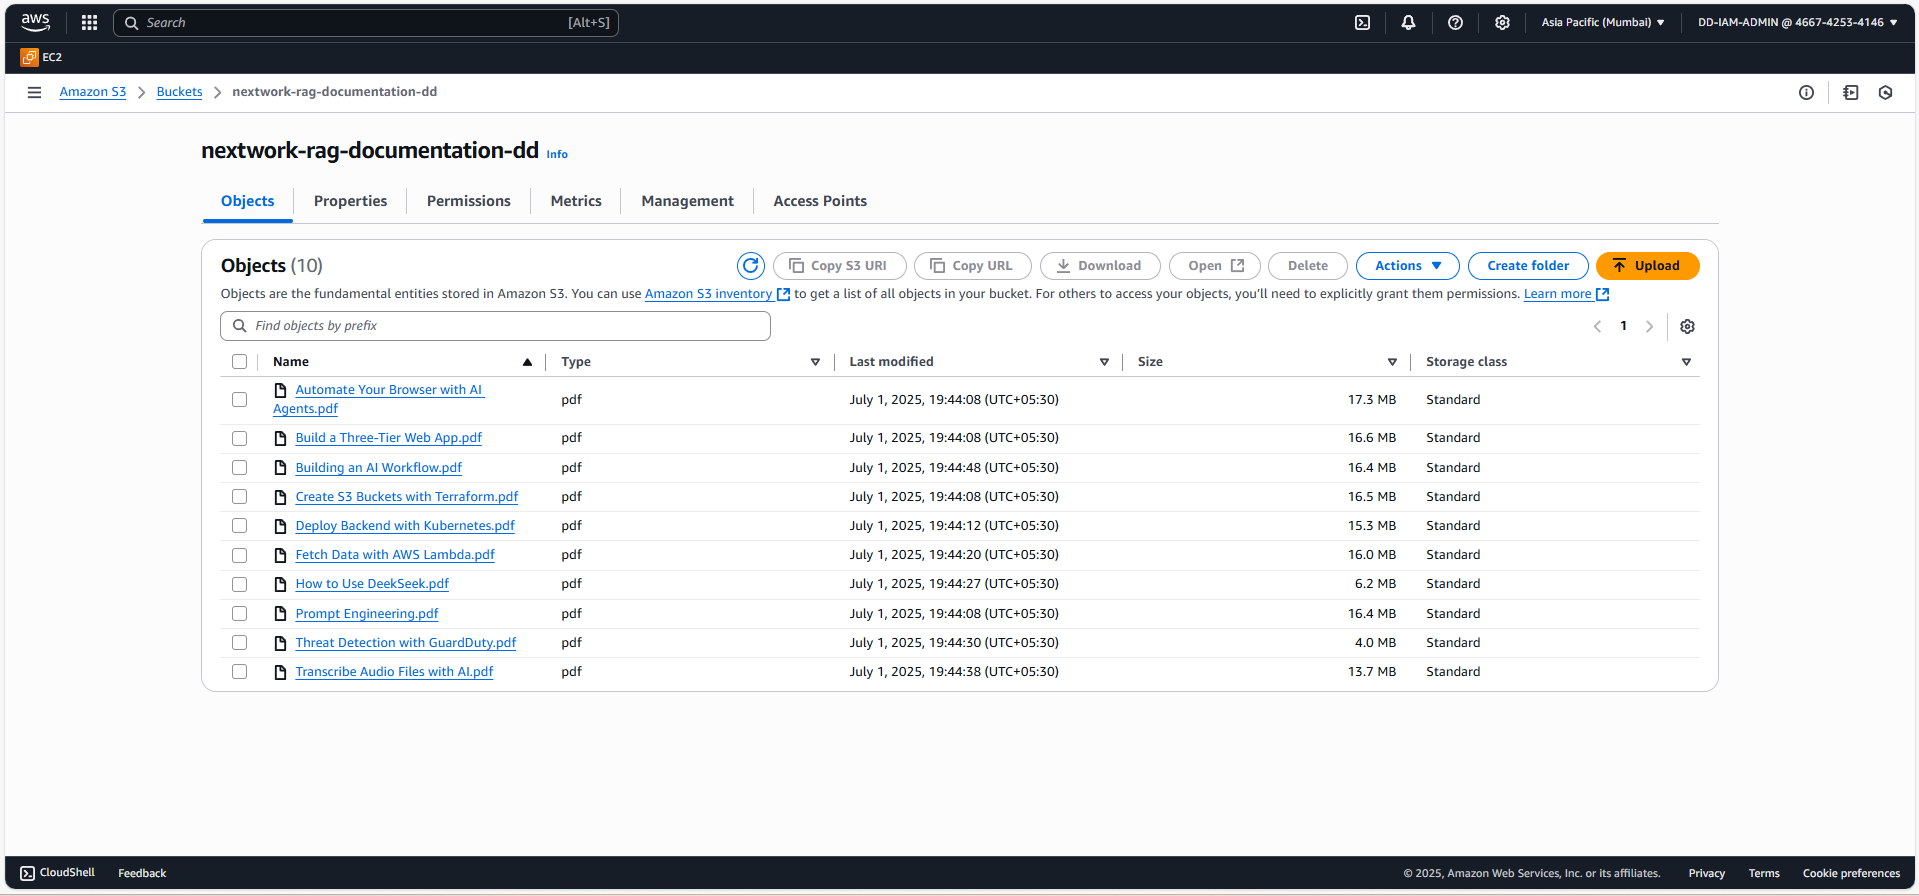 aws Search [Alt+S] Asia Pacific (Mumbai) DD-IAM-ADMIN @ 4667-4253-4146
EC2
Amazon S3 Buckets nextwork-rag-documentation-dd
nextwork-rag-documentation-dd Info
Objects Properties Permissions Metrics Management Access Points
Objects (10) Copy S3 URI Copy URL Download Open Delete Actions Create folder Upload
Objects are the fundamental entities stored in Amazon S3. You can use Amazon S3 inventory to get a list of all objects in your bucket. For others to access your objects, you'll need to explicitly grant them permissions. Learn more
Find objects by prefix 1
Name Type Last modified Size Storage class
Automate Your Browser with AI
Agents.pdf pdf July 1, 2025, 19:44:08 (UTC+05:30) 17.3 MB Standard
Build a Three-Tier Web App.pdf pdf July 1, 2025, 19:44:08 (UTC+05:30) 16.6 MB Standard
Building an AI Workflow.pdf pdf July 1, 2025, 19:44:48 (UTC+05:30) 16.4 MB Standard
Create S3 Buckets with Terraform.pdf pdf July 1, 2025, 19:44:08 (UTC+05:30) 16.5 MB Standard
Deploy Backend with Kubernetes.pdf pdf July 1, 2025, 19:44:12 (UTC+05:30) 15.3 MB Standard
Fetch Data with AWS Lambda.pdf pdf July 1, 2025, 19:44:20 (UTC+05:30) 16.0 MB Standard
How to Use DeekSeek.pdf pdf July 1, 2025, 19:44:27 (UTC+05:30) 6.2 MB Standard
Prompt Engineering.pdf pdf July 1, 2025, 19:44:08 (UTC+05:30) 16.4 MB Standard
Threat Detection with GuardDuty.pdf pdf July 1, 2025, 19:44:30 (UTC+05:30) 4.0 MB Standard
Transcribe Audio Files with AI.pdf pdf July 1, 2025, 19:44:38 (UTC+05:30) 13.7 MB Standard
CloudShell Feedback © 2025, Amazon Web Services, Inc. or its affiliates. Privacy Terms Cookie preferences